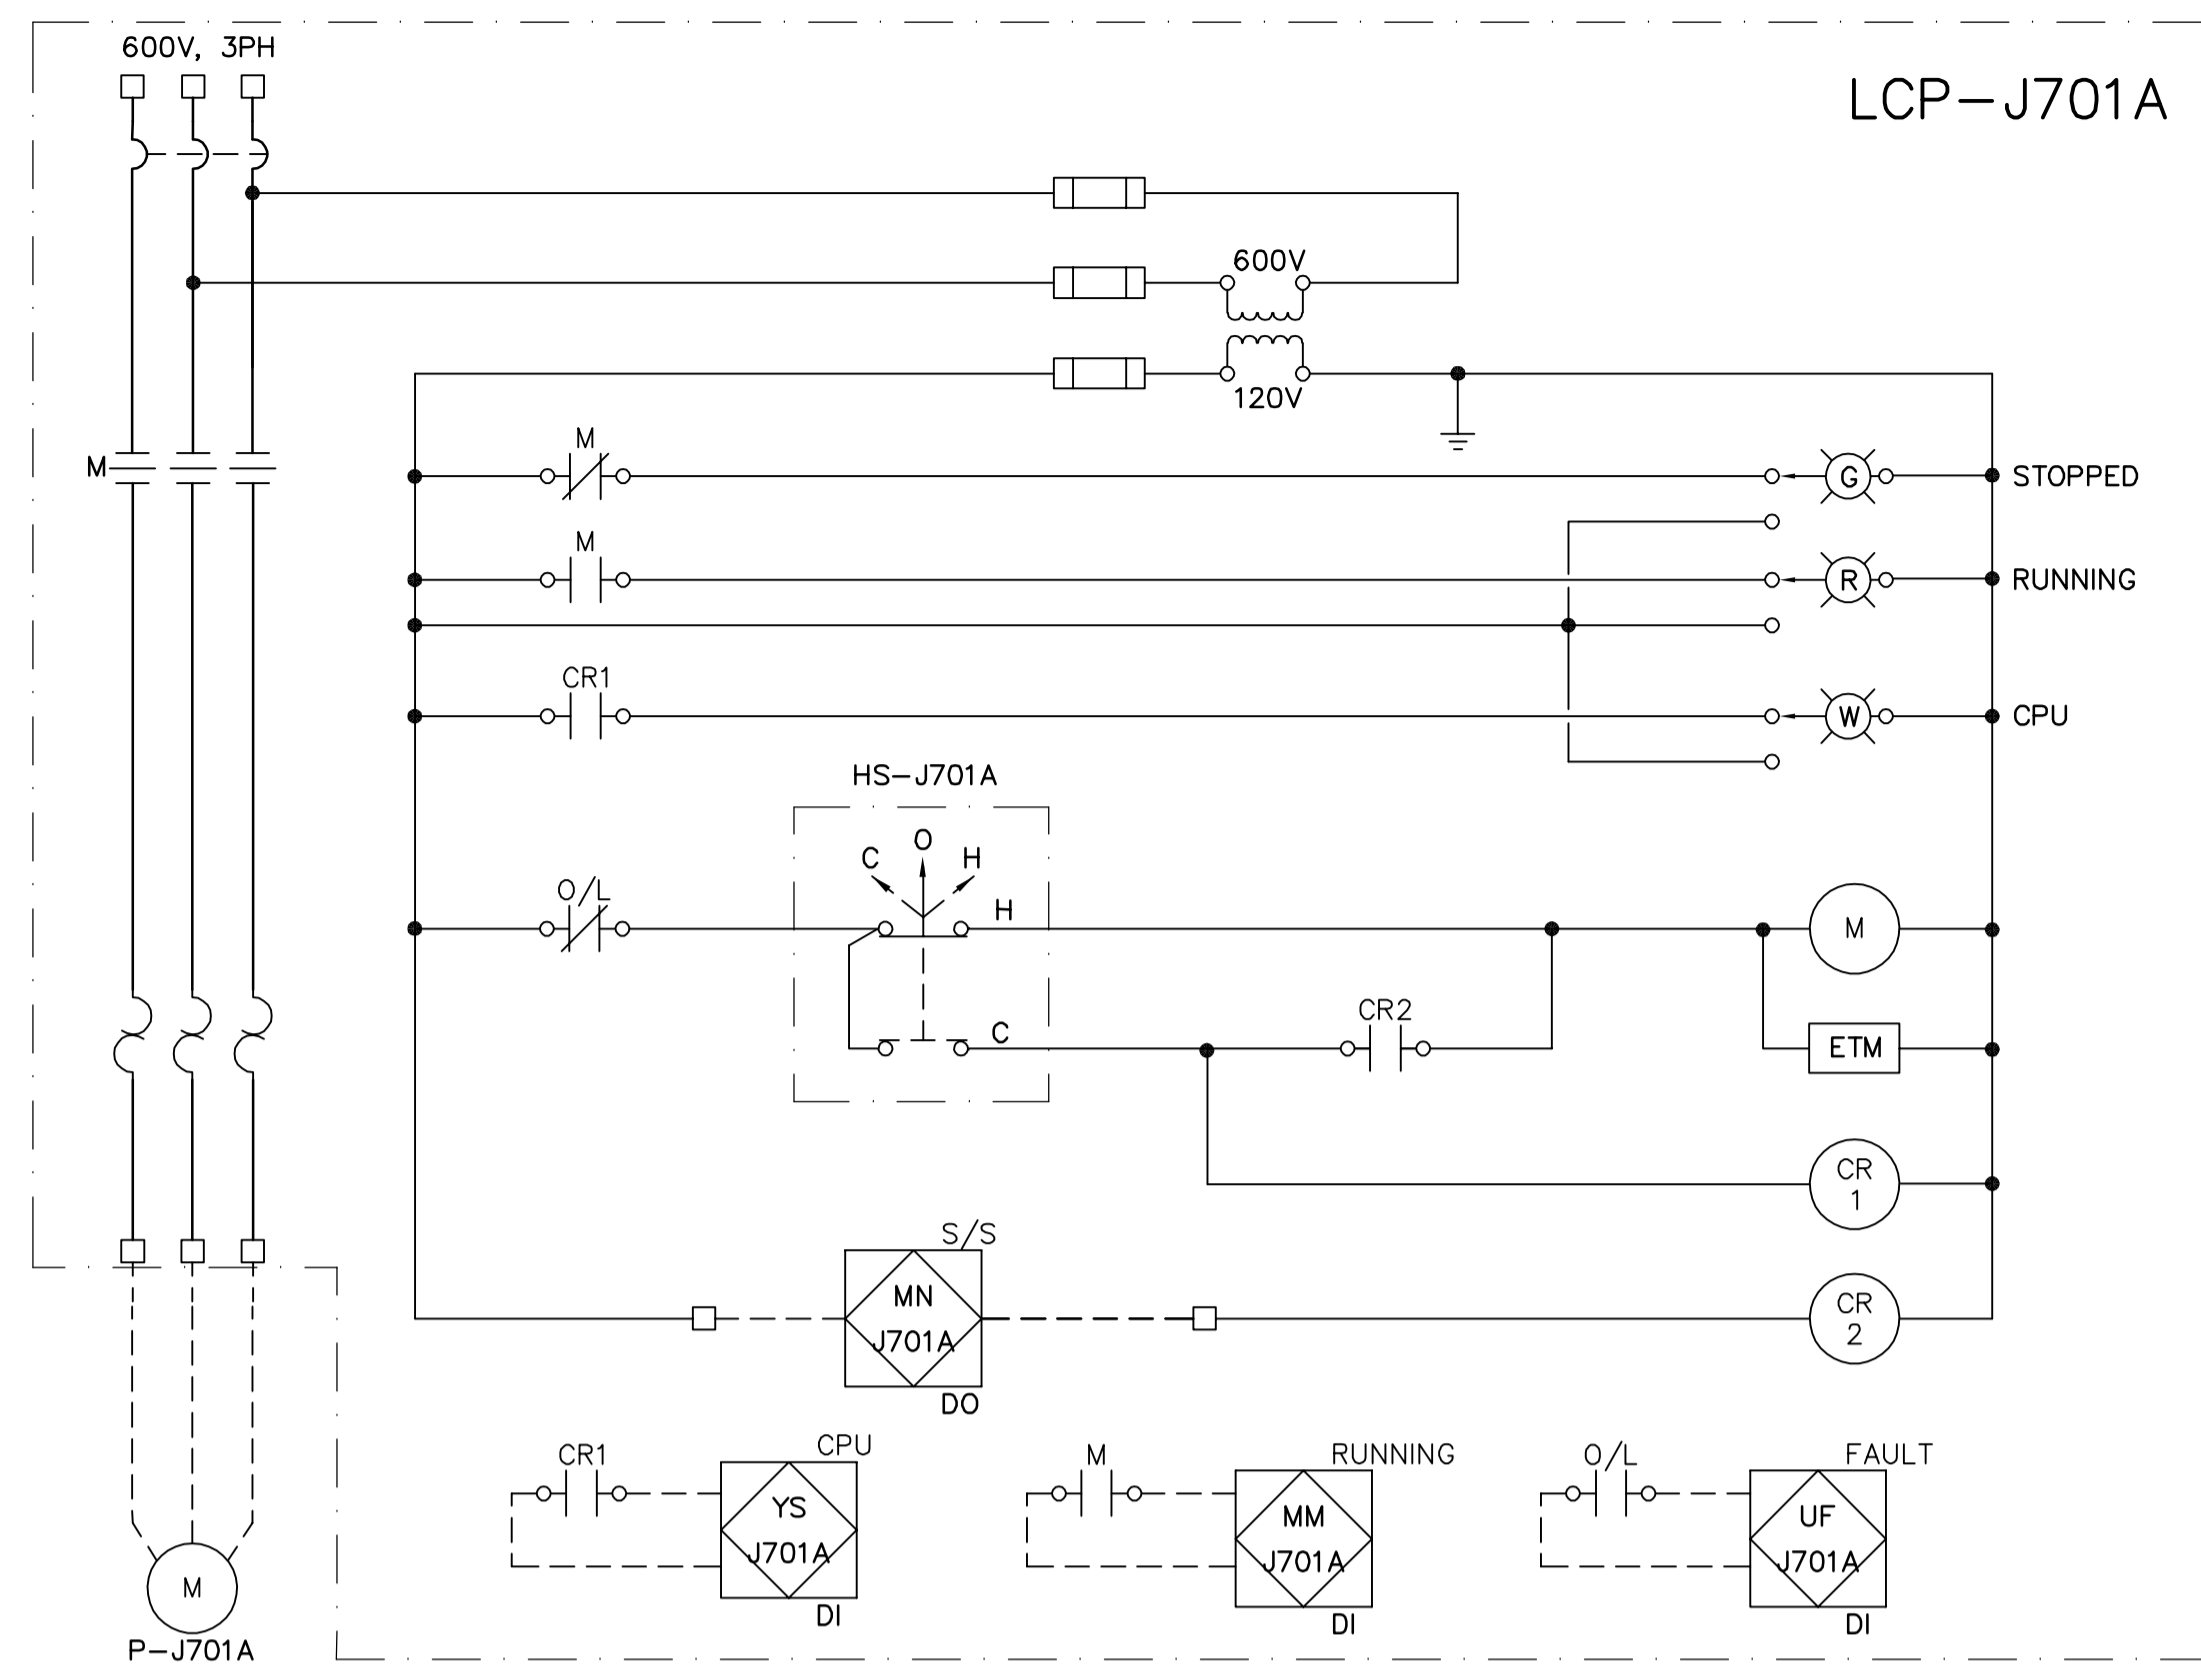 600V, 3PH
LCP-J701A
600V
120V
M
M
G
STOPPED
M
R
RUNNING
CR1
W
CPU
HS-J701A
C
O
H
O/L
H
M
C
CR2
ETM
CR
1
S/S
MN
J701A
DO
CR
2
CR1
CPU
YS
J701A
DI
M
RUNNING
MM
J701A
DI
O/L
FAULT
UF
J701A
DI
M
P-J701A